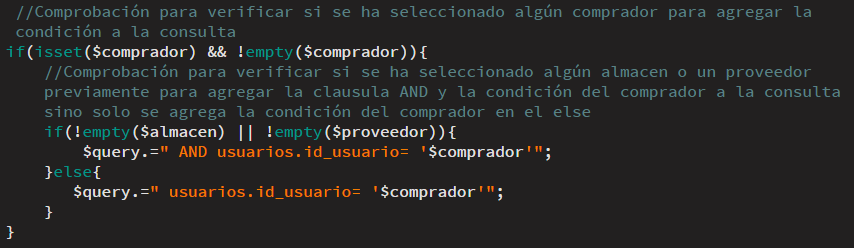 //Comprobación para verificar si se ha seleccionado algún comprador para agregar la
condición a la consulta
if(isset($comprador) && !empty($comprador)){
//Comprobación para verificar si se ha seleccionado algún almacen o un proveedor
previamente para agregar la clausula AND y la condición del comprador a la consulta
sino solo se agrega la condición del comprador en el else
if(!empty($almacen) || !empty($proveedor)){
$query.=" AND usuarios.id_usuario= '$comprador'";
}else{
$query.=" usuarios.id_usuario= '$comprador'";
}
}